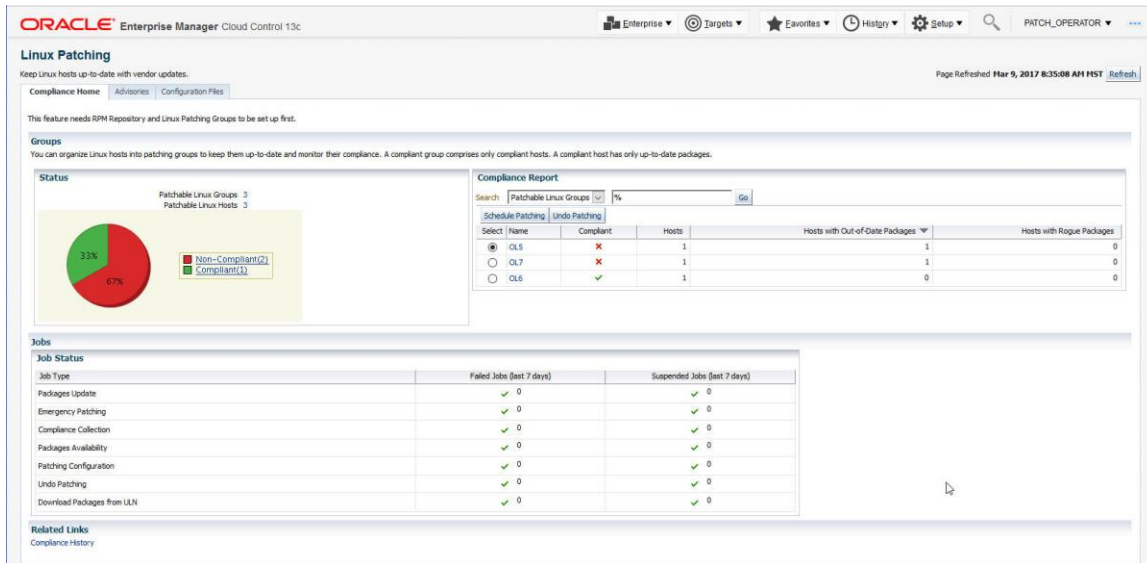 ORACLE Enterprise Manager Cloud Control 13c
Enterprise Targets Favorites History Setup PATCH_OPERATOR
Linux Patching
Keep Linux hosts up-to-date with vendor updates.
Page Refreshed Mar 9, 2017 8:35:08 AM MST Refresh
Compliance Home Advisories Configuration Files
This feature needs RPM Repository and Linux Patching Groups to be set up first.
Groups
You can organize Linux hosts into patching groups to keep them up-to-date and monitor their compliance. A compliant group comprises only compliant hosts. A compliant host has only up-to-date packages.
Status
Patchable Linux Groups 3
Patchable Linux Hosts 3
33%
67%
Non-Compliant(2)
Compliant(1)
Compliance Report
Search Patchable Linux Groups % Go
Schedule Patching Undo Patching
Select Name Compliant Hosts Hosts with Out-of-Date Packages Hosts with Rogue Packages
OL5 1 1 0
OL7 1 1 0
OL6 1 0 0
Jobs
Job Status
Job Type Failed Jobs (last 7 days) Suspended Jobs (last 7 days)
Packages Update 0 0
Emergency Patching 0 0
Compliance Collection 0 0
Packages Availability 0 0
Patching Configuration 0 0
Undo Patching 0 0
Download Packages from ULN 0 0
Related Links
Compliance History